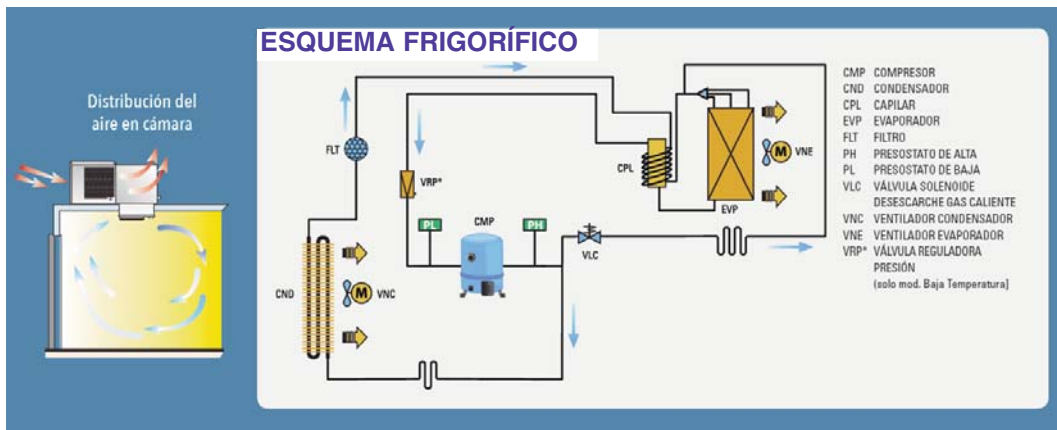 ESQUEMA FRIGORÍFICO
Distribución del
aire en cámara
FLT
VRP*
CPL
M
VNE
EVP
PL
CMP
PH
VLC
CND
M
VNC
CMP COMPRESOR
CND CONDENSADOR
CPL CAPILAR
EVP EVAPORADOR
FLT FILTRO
PH PRESOSTATO DE ALTA
PL PRESOSTATO DE BAJA
VLC VÁLVULA SOLENOIDE
DESESCARCHE GAS CALIENTE
VNC VENTILADOR CONDENSADOR
VNE VENTILADOR EVAPORADOR
VRP* VÁLVULA REGULADORA
PRESIÓN
(solo mod. Baja Temperatura)